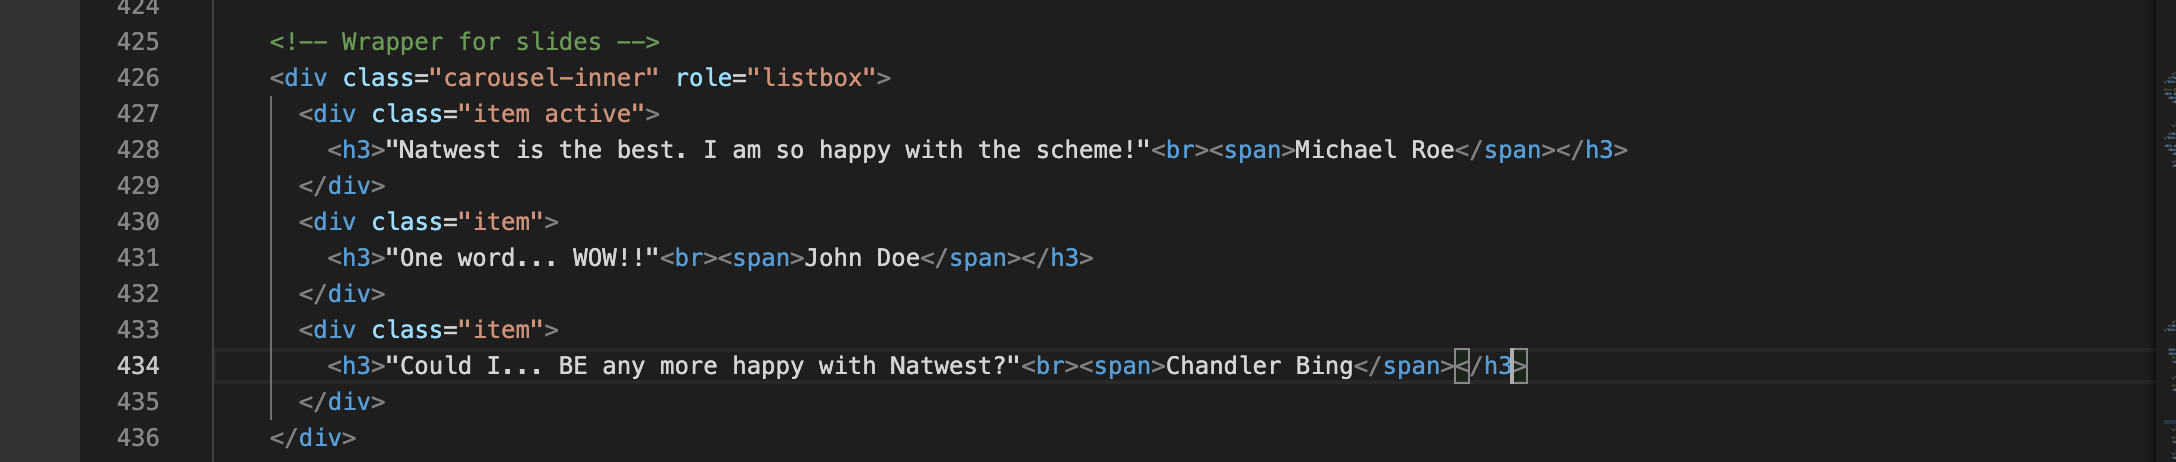 424
425 <!-- Wrapper for slides -->
426 <div class="carousel-inner" role="listbox">
427 <div class="item active">
428 <h3>"Natwest is the best. I am so happy with the scheme!"<br><span>Michael Roe</span></h3>
429 </div>
430 <div class="item">
431 <h3>"One word... WOW!!"<br><span>John Doe</span></h3>
432 </div>
433 <div class="item">
434 <h3>"Could I... BE any more happy with Natwest?"<br><span>Chandler Bing</span></h3>
435 </div>
436 </div>